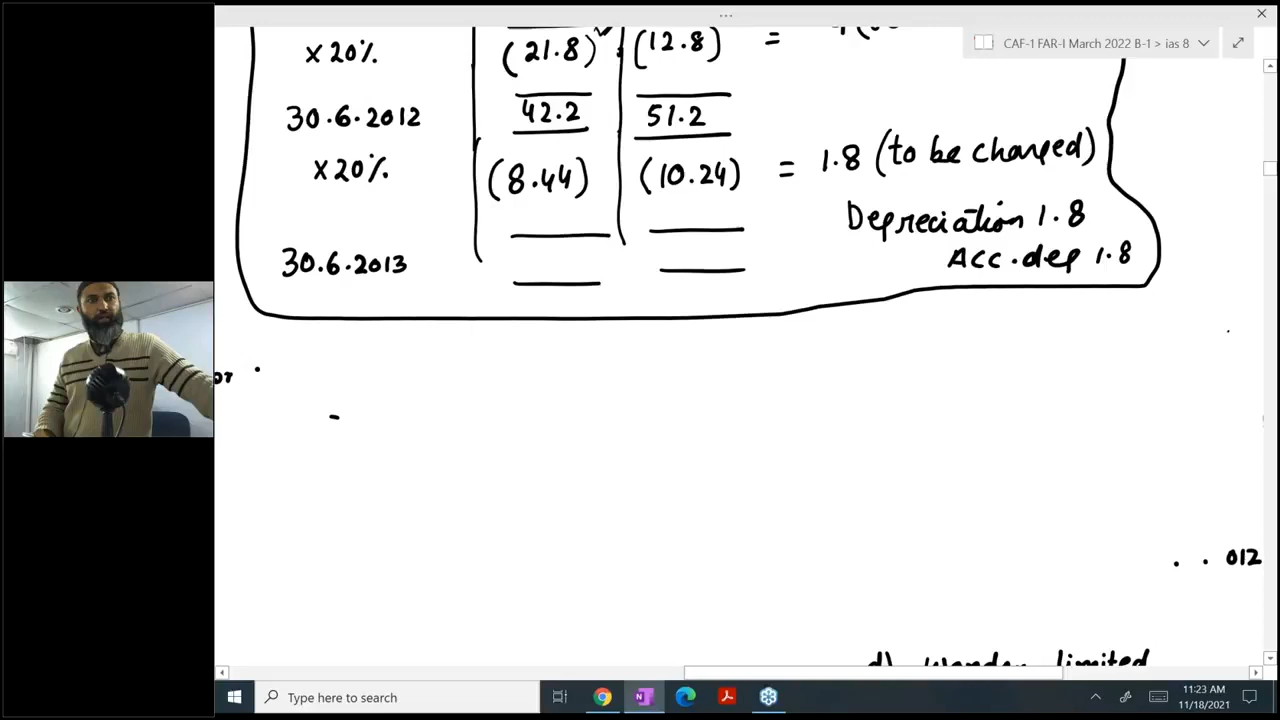 CAF-1 FAR-I March 2022 B-1 > ias 8
x 20% (21.8) (12.8) =
30.6.2012 42.2 51.2
x 20% (8.44) (10.24) = 1.8 (to be charged)
Depreciation 1.8
30.6.2013 Acc.dep 1.8
012
d)
limited
Type here to search
11:23 AM
11/18/2021